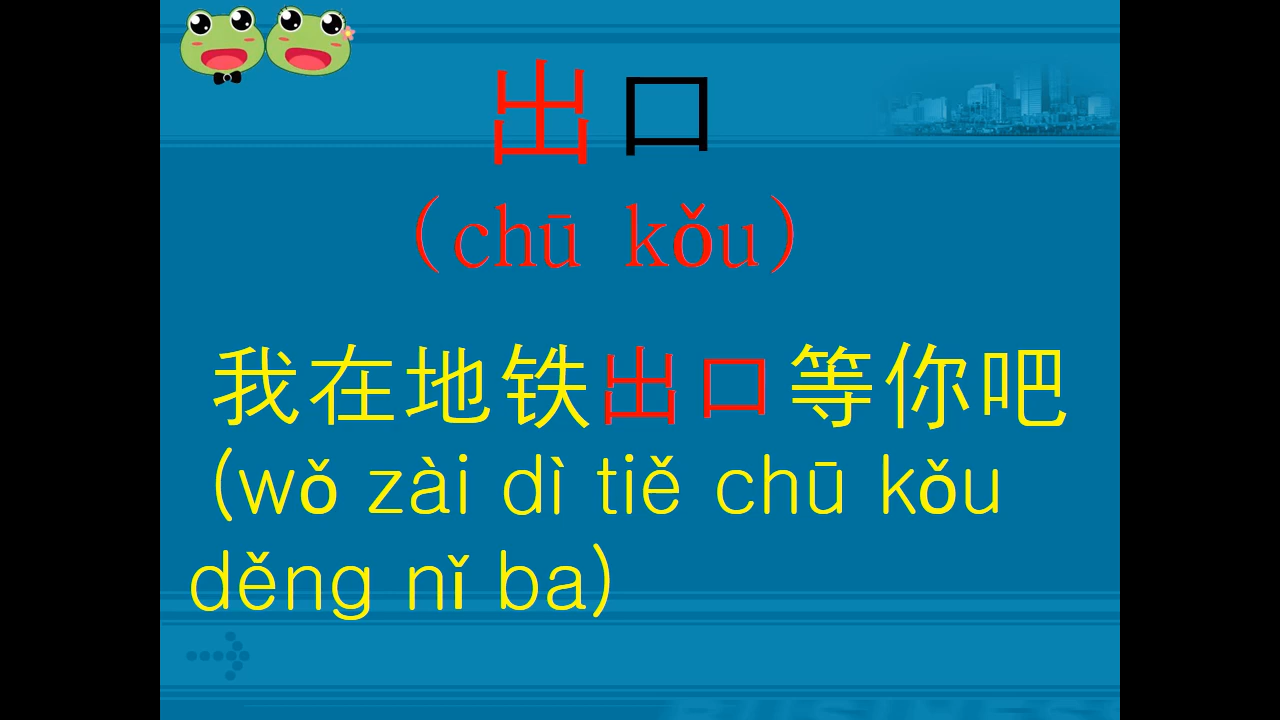 出口
（chū kǒu）
我在地铁出口等你吧
(wǒ zài dì tiě chū kǒu
děng nǐ ba)